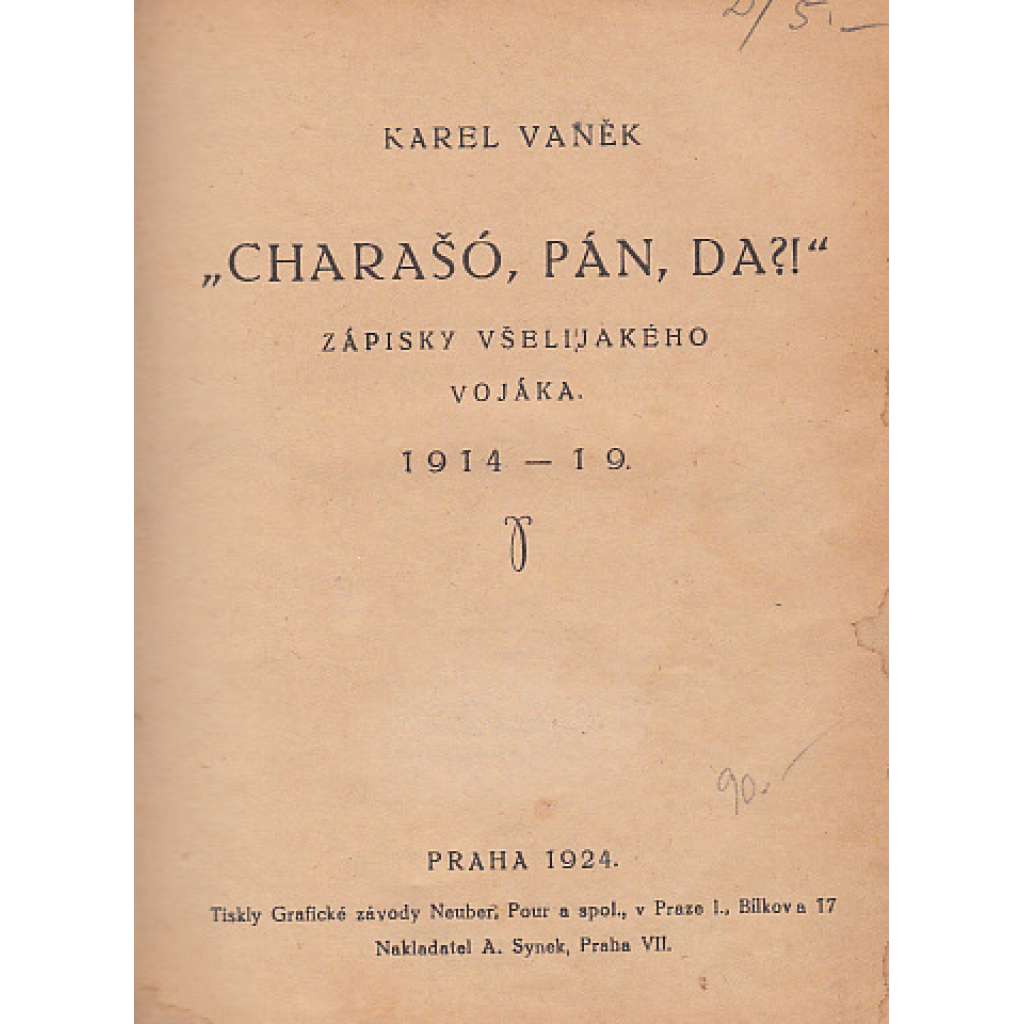 D/ 5.—
KAREL VANĚK
„CHARAŠÓ, PÁN, DA?!“
ZÁPISKY VŠELIJAKÉHO
VOJÁKA.
1914 — 19.
90.—
PRAHA 1924.
Tiskly Grafické závody Neuber, Pour a spol., v Praze I., Bílkova 17
Nakladatel A. Synek, Praha VII.